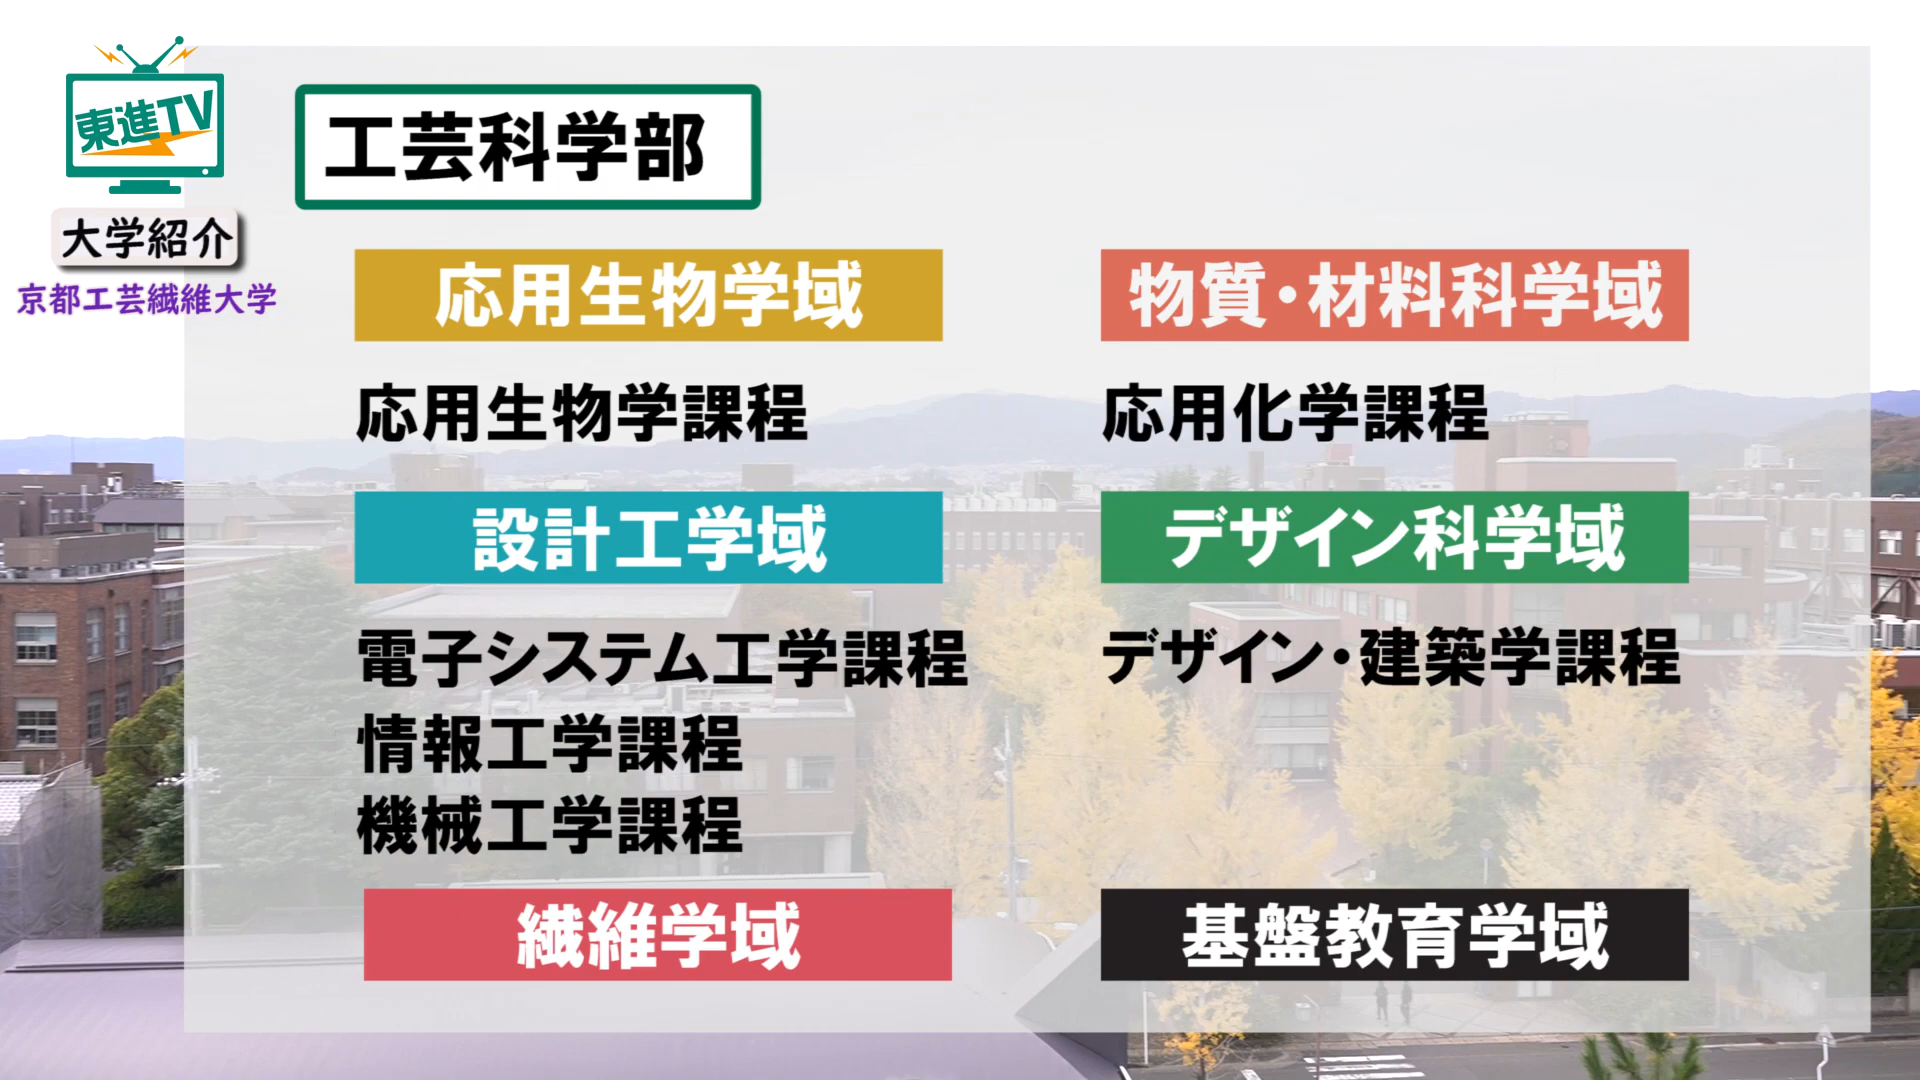 東進TV
大学紹介
京都工芸繊維大学
工芸科学部
応用生物学域
応用生物学課程
物質・材料科学域
応用化学課程
設計工学域
電子システム工学課程
情報工学課程
機械工学課程
デザイン科学域
デザイン・建築学課程
繊維学域
基盤教育学域